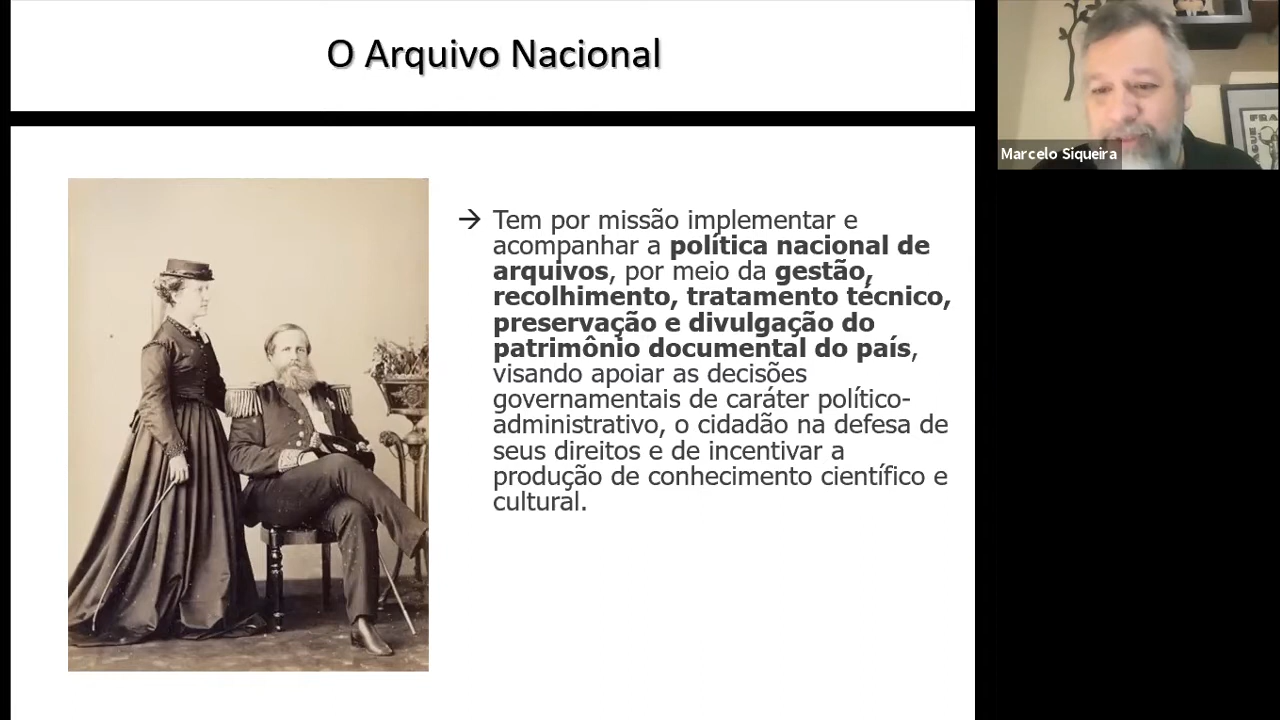 O Arquivo Nacional
→ Tem por missão implementar e
acompanhar a política nacional de
arquivos, por meio da gestão,
recolhimento, tratamento técnico,
preservação e divulgação do
patrimônio documental do país,
visando apoiar as decisões
governamentais de caráter político-
administrativo, o cidadão na defesa de
seus direitos e de incentivar a
produção de conhecimento científico e
cultural.
Marcelo Siqueira